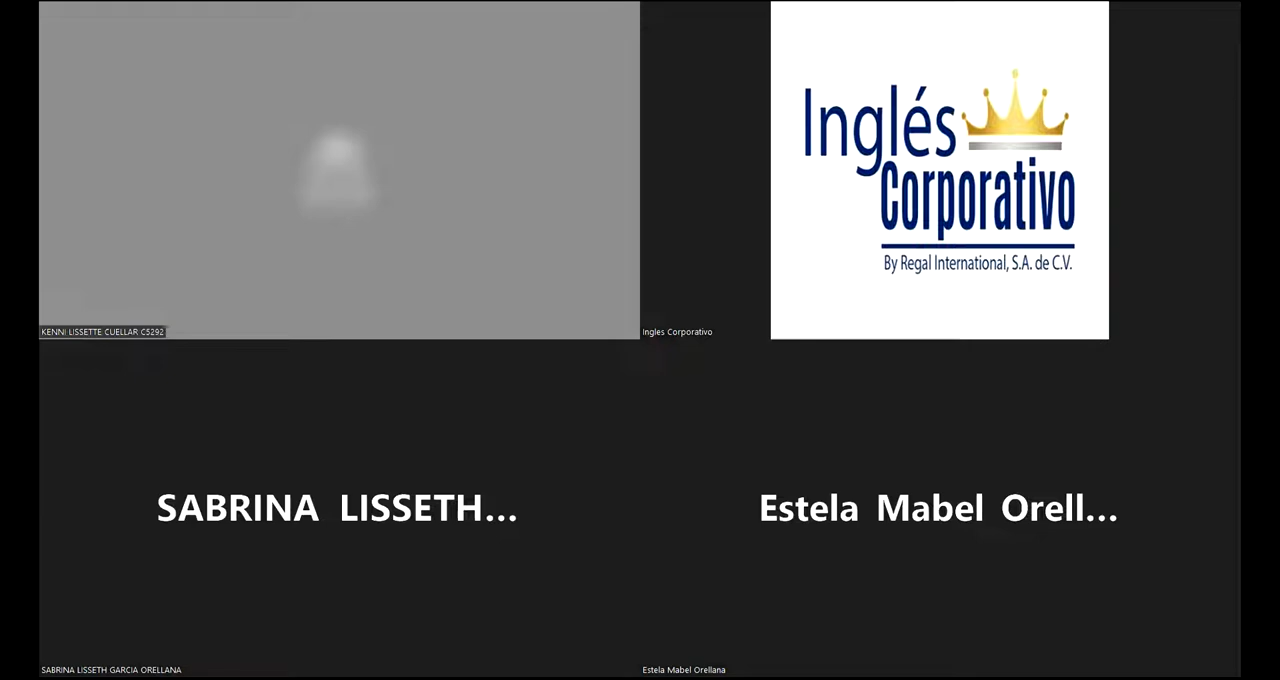 Inglés
Corporativo
By Regal International, S.A. de C.V.
KENNI LISSETTE CUELLAR C5292
Ingles Corporativo
SABRINA LISSETH...
Estela Mabel Orell...
SABRINA LISSETH GARCIA ORELLANA
Estela Mabel Orellana